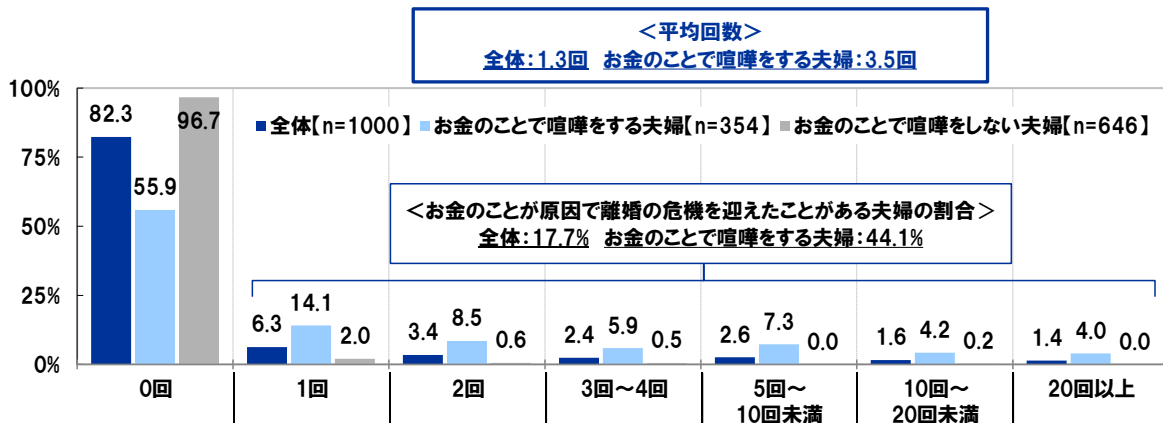 ＜平均回数＞
全体：1.3回 お金のことで喧嘩をする夫婦：3.5回
100%
75%
50%
25%
0%
■全体【n=1000】 ■お金のことで喧嘩をする夫婦【n=354】 ■お金のことで喧嘩をしない夫婦【n=646】
＜お金のことが原因で離婚の危機を迎えたことがある夫婦の割合＞
全体：17.7% お金のことで喧嘩をする夫婦：44.1%
82.3 55.9 96.7
6.3 14.1 2.0
3.4 8.5 0.6
2.4 5.9 0.5
2.6 7.3 0.0
1.6 4.2 0.2
1.4 4.0 0.0
0回
1回
2回
3回～4回
5回～
10回未満
10回～
20回未満
20回以上